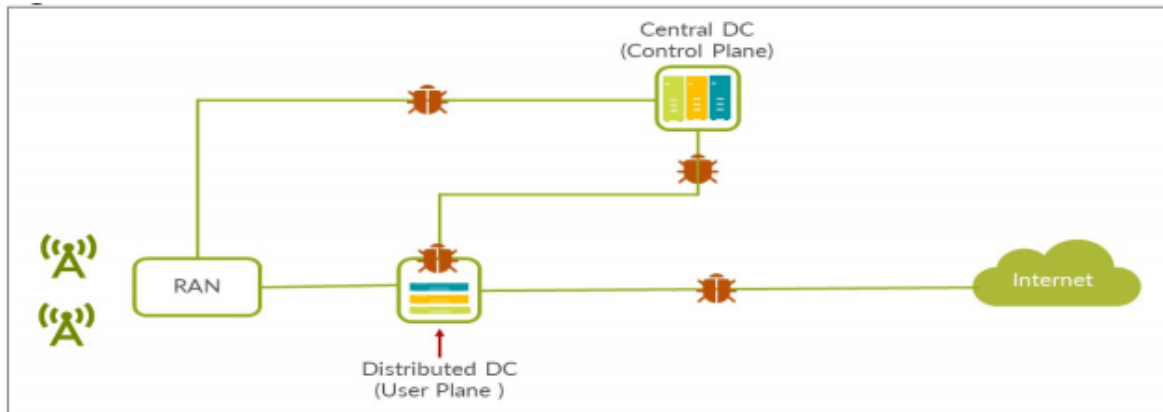 Central DC
(Control Plane)
RAN
Internet
Distributed DC
(User Plane )